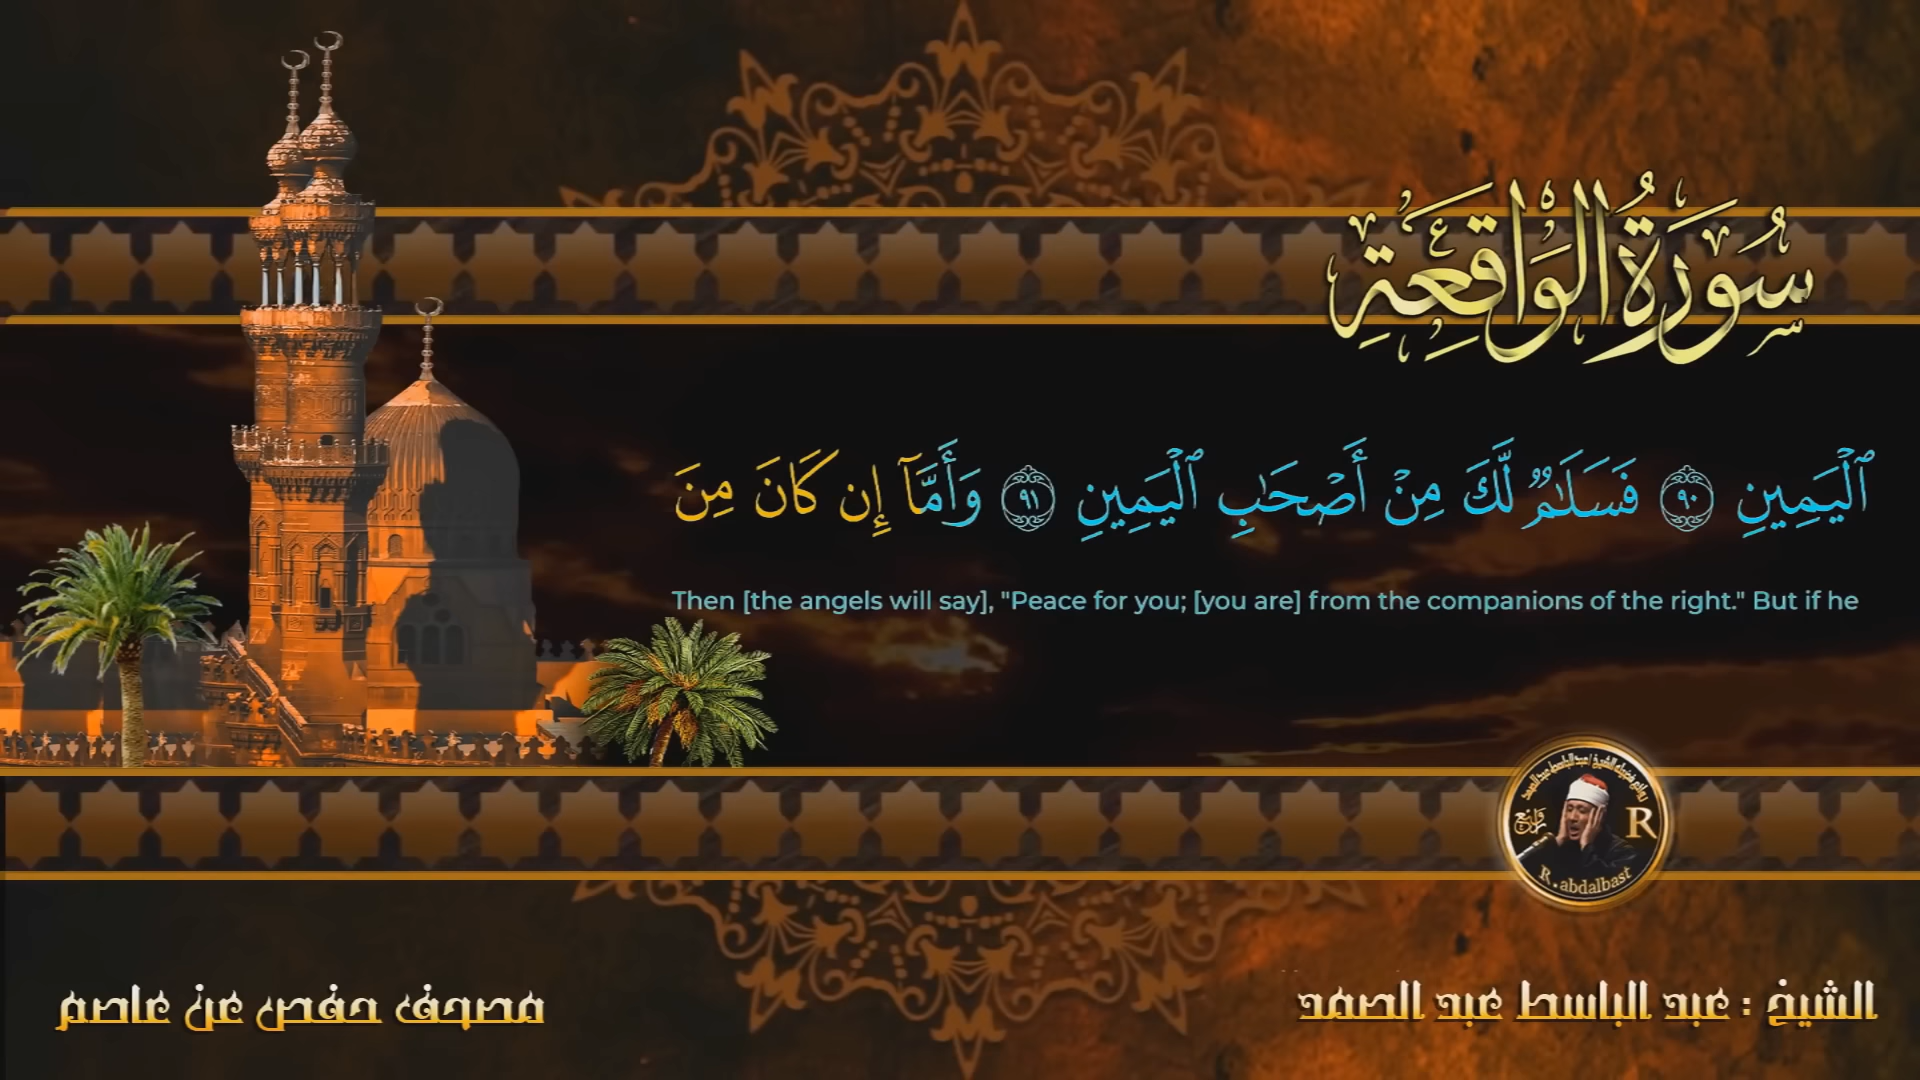 سُورَةُ الْوَاقِعَةِ
ٱلۡيَمِينِ ٩٠ فَسَلَٰمٞ لَّكَ مِنۡ أَصۡحَٰبِ ٱلۡيَمِينِ ٩١ وَأَمَّآ إِن كَانَ مِنَ
Then [the angels will say], "Peace for you; [you are] from the companions of the right." But if he
R
R.abdalbast
الشيخ : عبد الباسط عبد الصمد
مصحف حفص عن عاصم